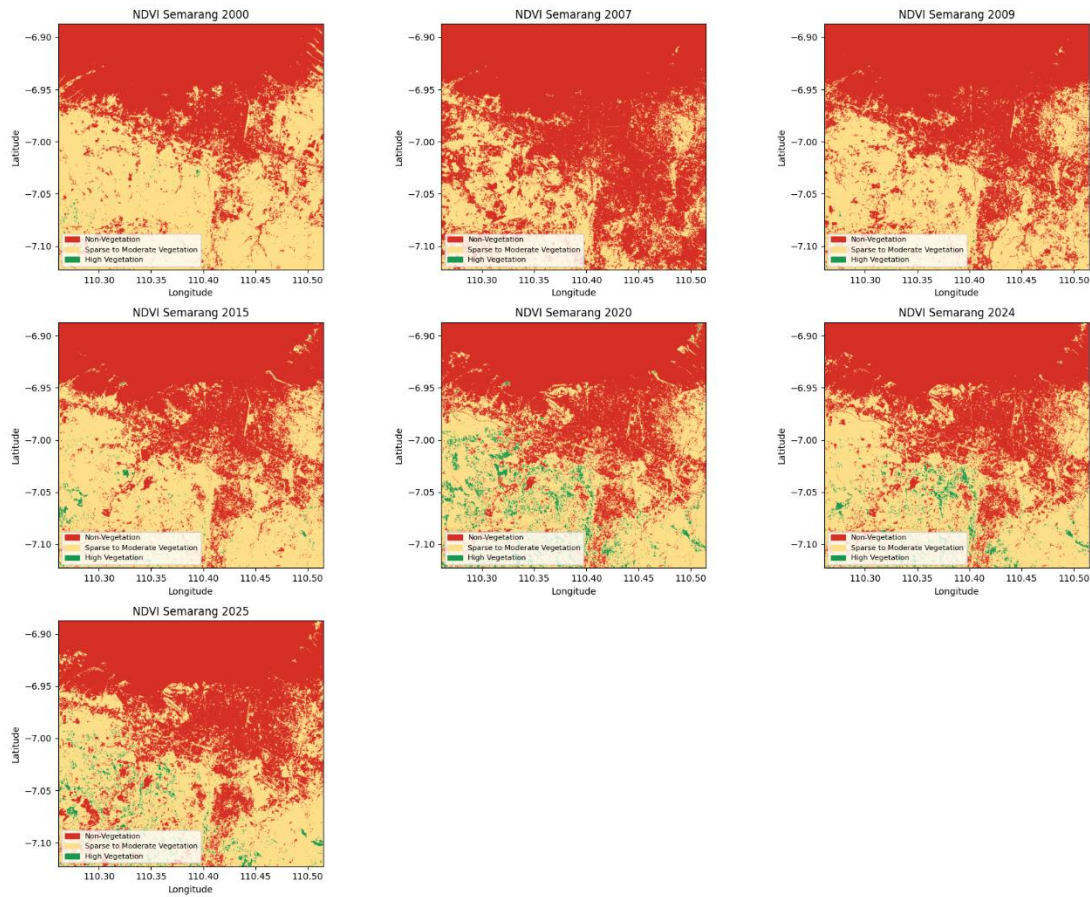 NDVI Semarang 2000
−6.90
−6.95
−7.00
−7.05
−7.10
Latitude
Non-Vegetation
Sparse to Moderate Vegetation
High Vegetation
110.30 110.35 110.40 110.45 110.50
Longitude
NDVI Semarang 2007
−6.90
−6.95
−7.00
−7.05
−7.10
Latitude
Non-Vegetation
Sparse to Moderate Vegetation
High Vegetation
110.30 110.35 110.40 110.45 110.50
Longitude
NDVI Semarang 2009
−6.90
−6.95
−7.00
−7.05
−7.10
Latitude
Non-Vegetation
Sparse to Moderate Vegetation
High Vegetation
110.30 110.35 110.40 110.45 110.50
Longitude
NDVI Semarang 2015
−6.90
−6.95
−7.00
−7.05
−7.10
Latitude
Non-Vegetation
Sparse to Moderate Vegetation
High Vegetation
110.30 110.35 110.40 110.45 110.50
Longitude
NDVI Semarang 2020
−6.90
−6.95
−7.00
−7.05
−7.10
Latitude
Non-Vegetation
Sparse to Moderate Vegetation
High Vegetation
110.30 110.35 110.40 110.45 110.50
Longitude
NDVI Semarang 2024
−6.90
−6.95
−7.00
−7.05
−7.10
Latitude
Non-Vegetation
Sparse to Moderate Vegetation
High Vegetation
110.30 110.35 110.40 110.45 110.50
Longitude
NDVI Semarang 2025
−6.90
−6.95
−7.00
−7.05
−7.10
Latitude
Non-Vegetation
Sparse to Moderate Vegetation
High Vegetation
110.30 110.35 110.40 110.45 110.50
Longitude